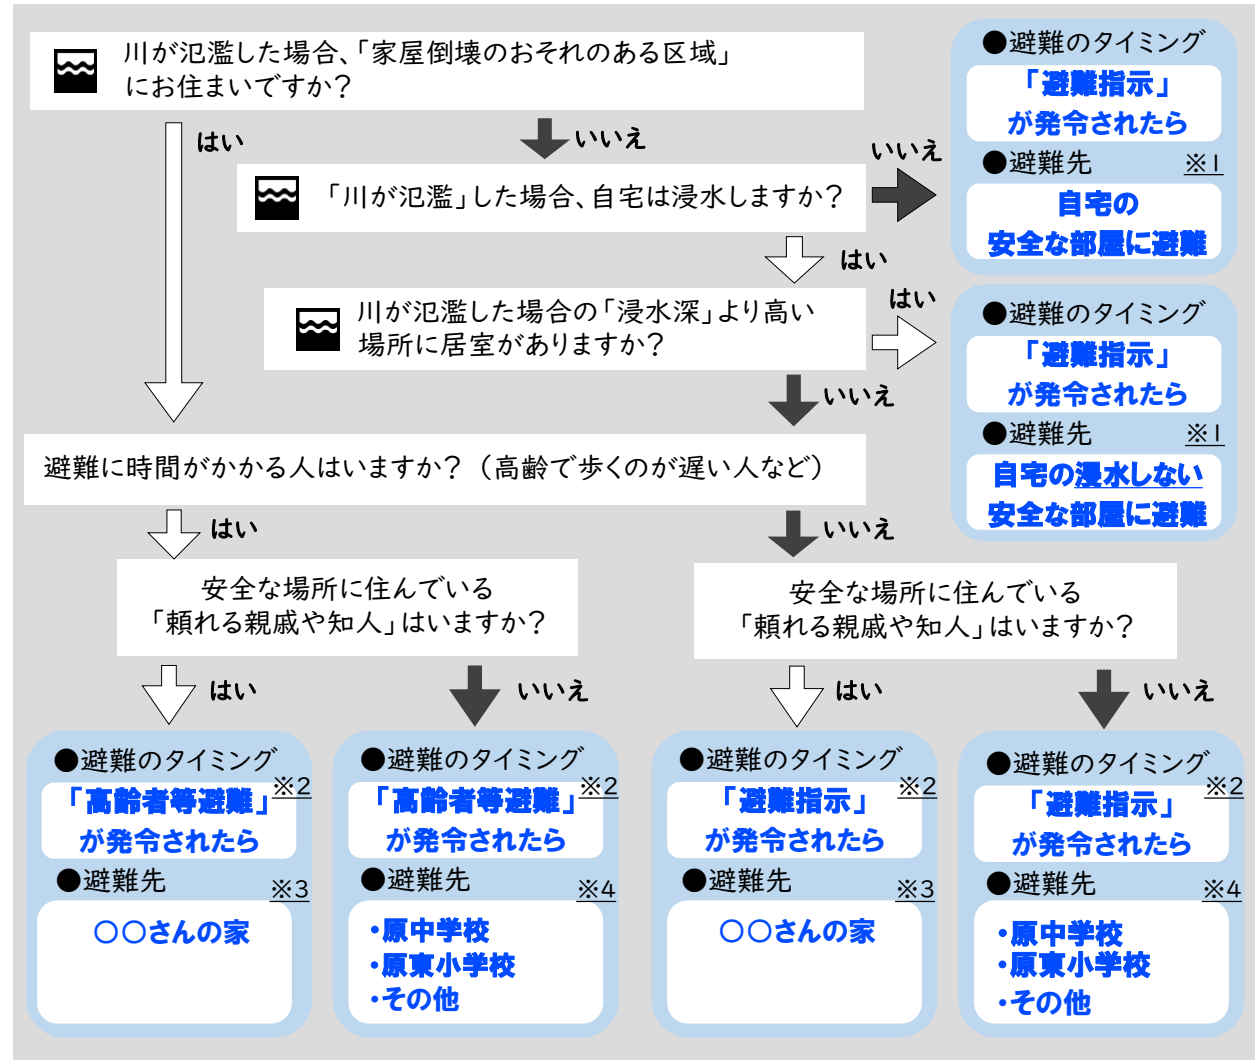 川が氾濫した場合、「家屋倒壊のおそれのある区域」
にお住まいですか?
はい
いいえ
「川が氾濫」した場合、自宅は浸水しますか?
いいえ
●避難のタイミング
「避難指示」
が発令されたら
●避難先 ※1
自宅の
安全な部屋に避難
はい
川が氾濫した場合の「浸水深」より高い
場所に居室がありますか?
はい
●避難のタイミング
「避難指示」
が発令されたら
●避難先 ※1
自宅の浸水しない
安全な部屋に避難
いいえ
避難に時間がかかる人はいますか?(高齢で歩くのが遅い人など)
はい
いいえ
安全な場所に住んでいる
「頼れる親戚や知人」はいますか?
安全な場所に住んでいる
「頼れる親戚や知人」はいますか?
はい
いいえ
はい
いいえ
●避難のタイミング
※2
「高齢者等避難」
が発令されたら
●避難先 ※3
○○さんの家
●避難のタイミング
※2
「高齢者等避難」
が発令されたら
●避難先 ※4
・原中学校
・原東小学校
・その他
●避難のタイミング
※2
「避難指示」
が発令されたら
●避難先 ※3
○○さんの家
●避難のタイミング
※2
「避難指示」
が発令されたら
●避難先 ※4
・原中学校
・原東小学校
・その他